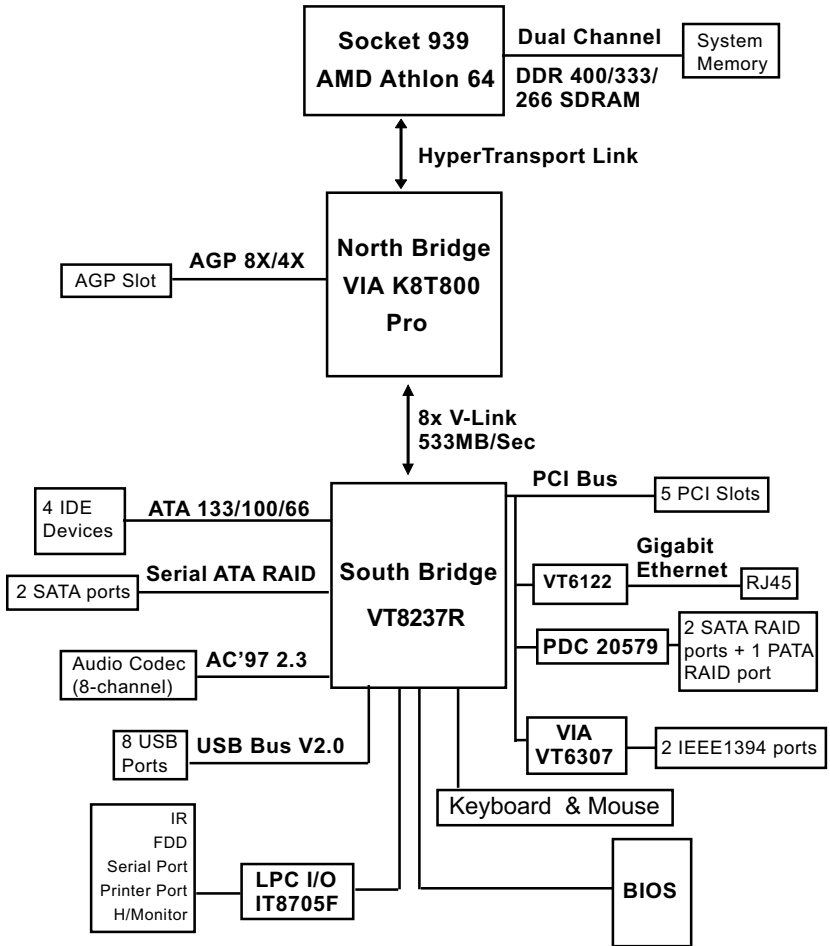 Socket 939
AMD Athlon 64
Dual Channel
DDR 400/333/
266 SDRAM
System
Memory
HyperTransport Link
North Bridge
VIA K8T800
Pro
AGP 8X/4X
AGP Slot
8x V-Link
533MB/Sec
South Bridge
VT8237R
4 IDE
Devices
ATA 133/100/66
2 SATA ports
Serial ATA RAID
Audio Codec
(8-channel)
AC’97 2.3
8 USB
Ports
USB Bus V2.0
IR
FDD
Serial Port
Printer Port
H/Monitor
LPC I/O
IT8705F
PCI Bus
5 PCI Slots
VT6122
Gigabit
Ethernet
RJ45
PDC 20579
2 SATA RAID
ports + 1 PATA
RAID port
VIA
VT6307
2 IEEE1394 ports
Keyboard & Mouse
BIOS